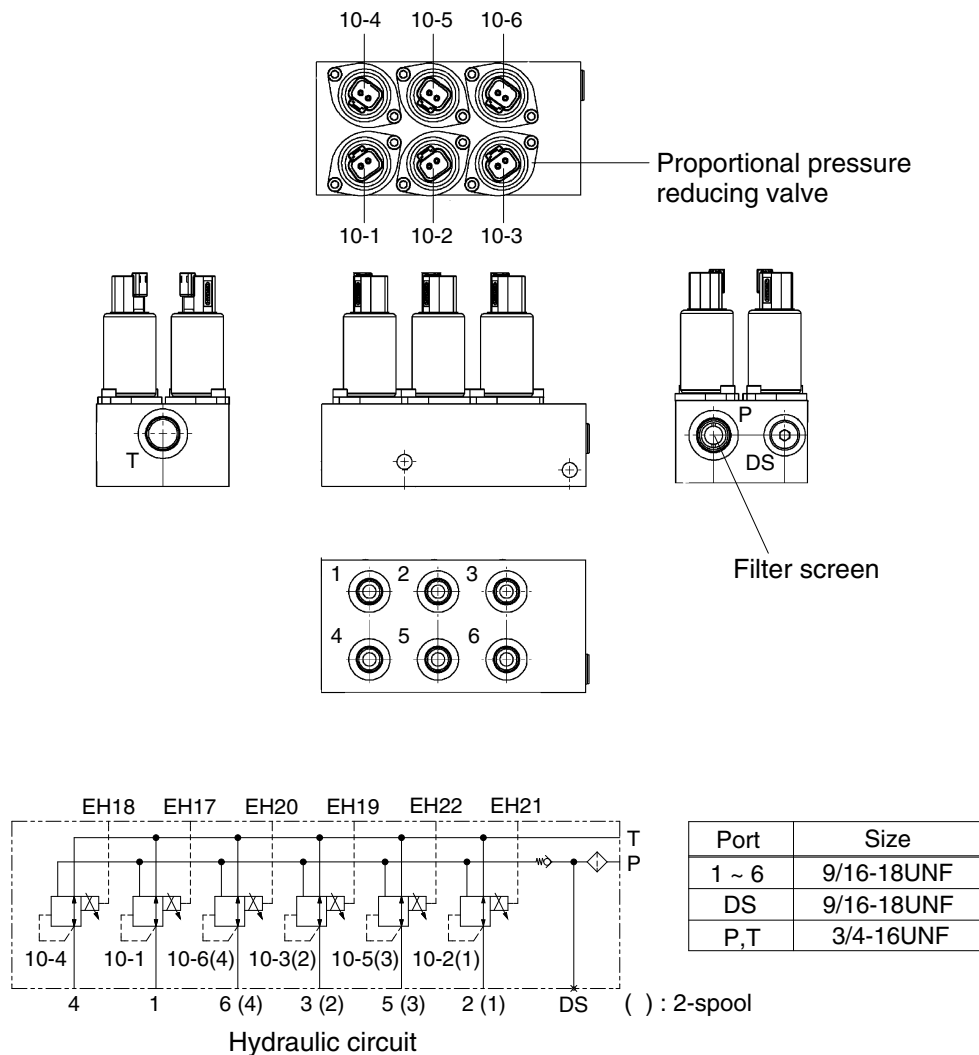 10-4 10-5 10-6
Proportional pressure
reducing valve
10-1 10-2 10-3
T
P
DS
Filter screen
1 2 3
4 5 6
EH18 EH17 EH20 EH19 EH22 EH21
T
P
10-4 10-1 10-6(4) 10-3(2) 10-5(3) 10-2(1)
4 1 6 (4) 3 (2) 5 (3) 2 (1) DS ( ) : 2-spool
Hydraulic circuit
Port Size
1 ~ 6 9/16-18UNF
DS 9/16-18UNF
P,T 3/4-16UNF